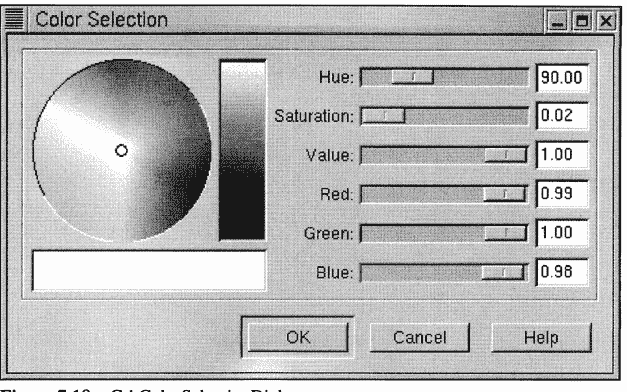 Color Selection
Hue: 90.00
Saturation: 0.02
Value: 1.00
Red: 0.99
Green: 1.00
Blue: 0.98
OK Cancel Help